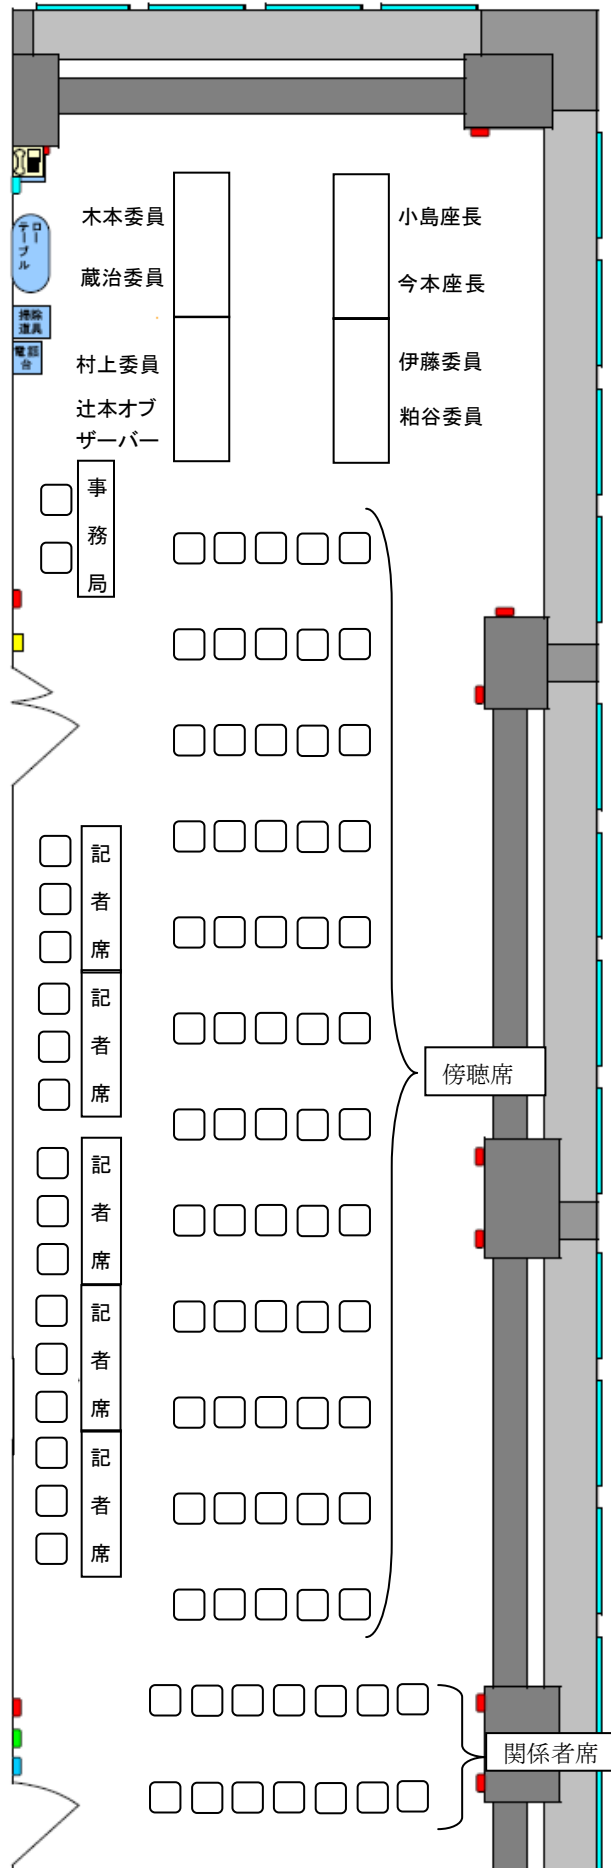 ロー
テーブル
掃除
道具
電話
台
木本委員
蔵治委員
村上委員
辻本オブ
ザーバー
小島座長
今本座長
伊藤委員
粕谷委員
事務局
記者席
記者席
記者席
記者席
記者席
傍聴席
関係者席